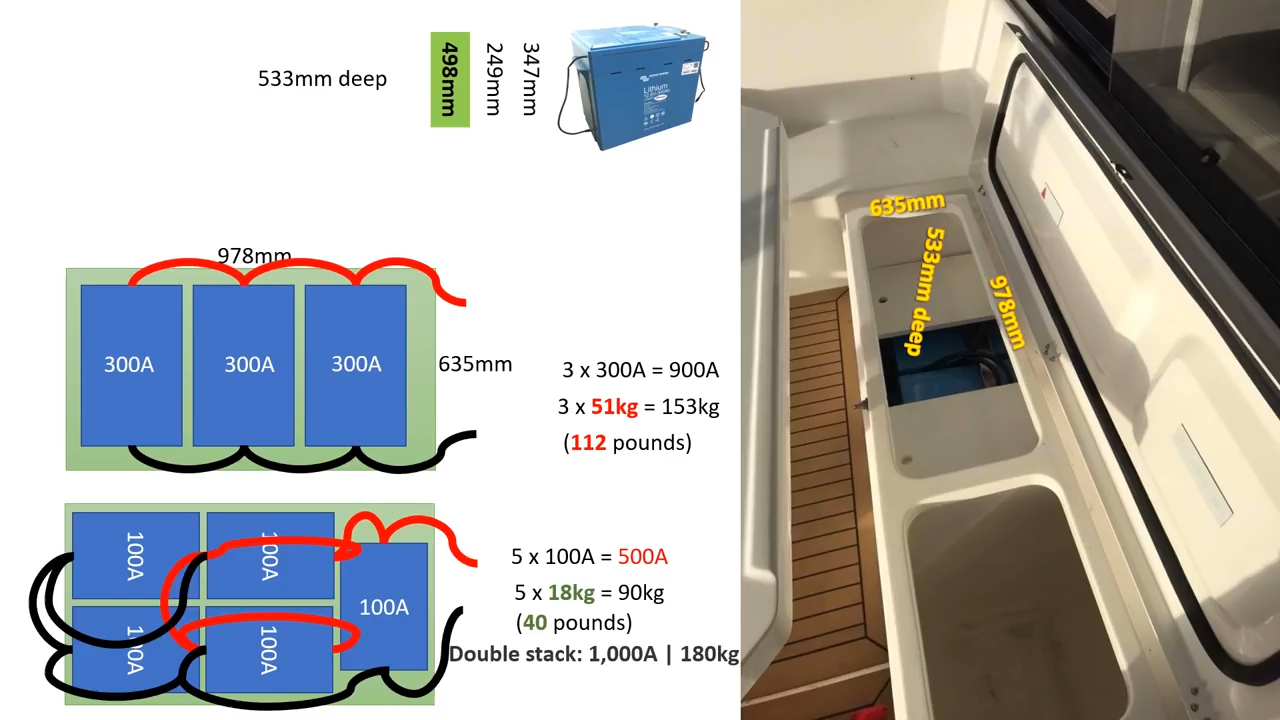 533mm deep
498mm
249mm
347mm
Lithium
978mm
300A
300A
300A
635mm
3 x 300A = 900A
3 x 51kg = 153kg
(112 pounds)
100A
100A
100A
100A
100A
5 x 100A = 500A
5 x 18kg = 90kg
(40 pounds)
Double stack: 1,000A | 180kg
635mm
533mm deep
978mm